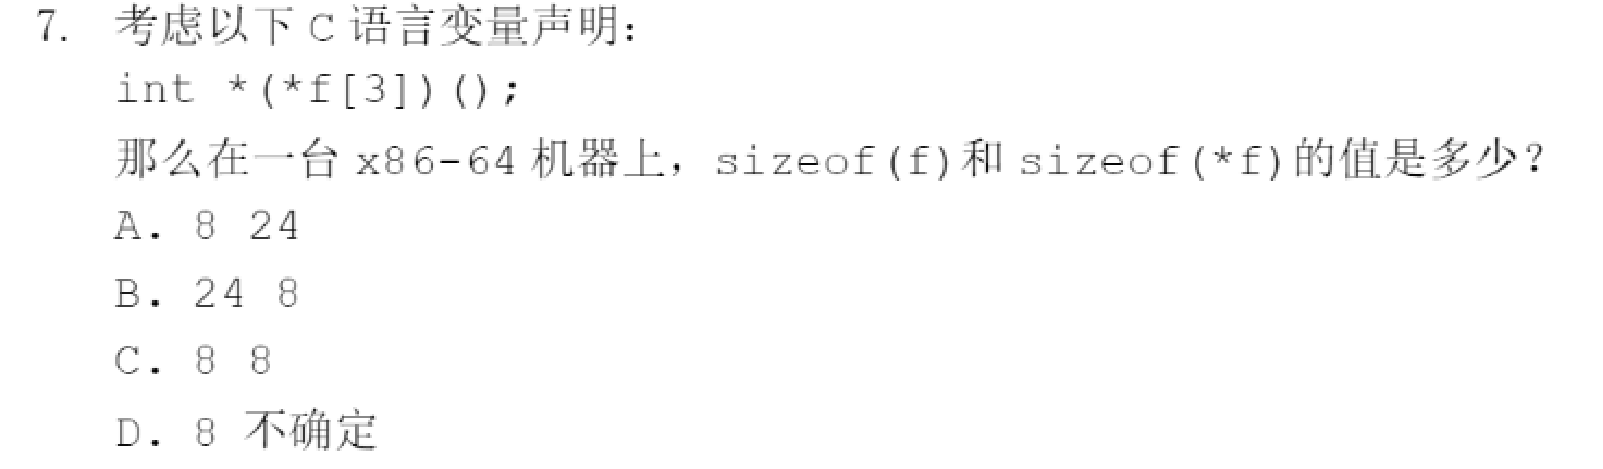 7. 考虑以下 C 语言变量声明：
int *(*f[3])();
那么在一台 x86-64 机器上，sizeof(f)和 sizeof(*f)的值是多少？
A. 8 24
B. 24 8
C. 8 8
D. 8 不确定